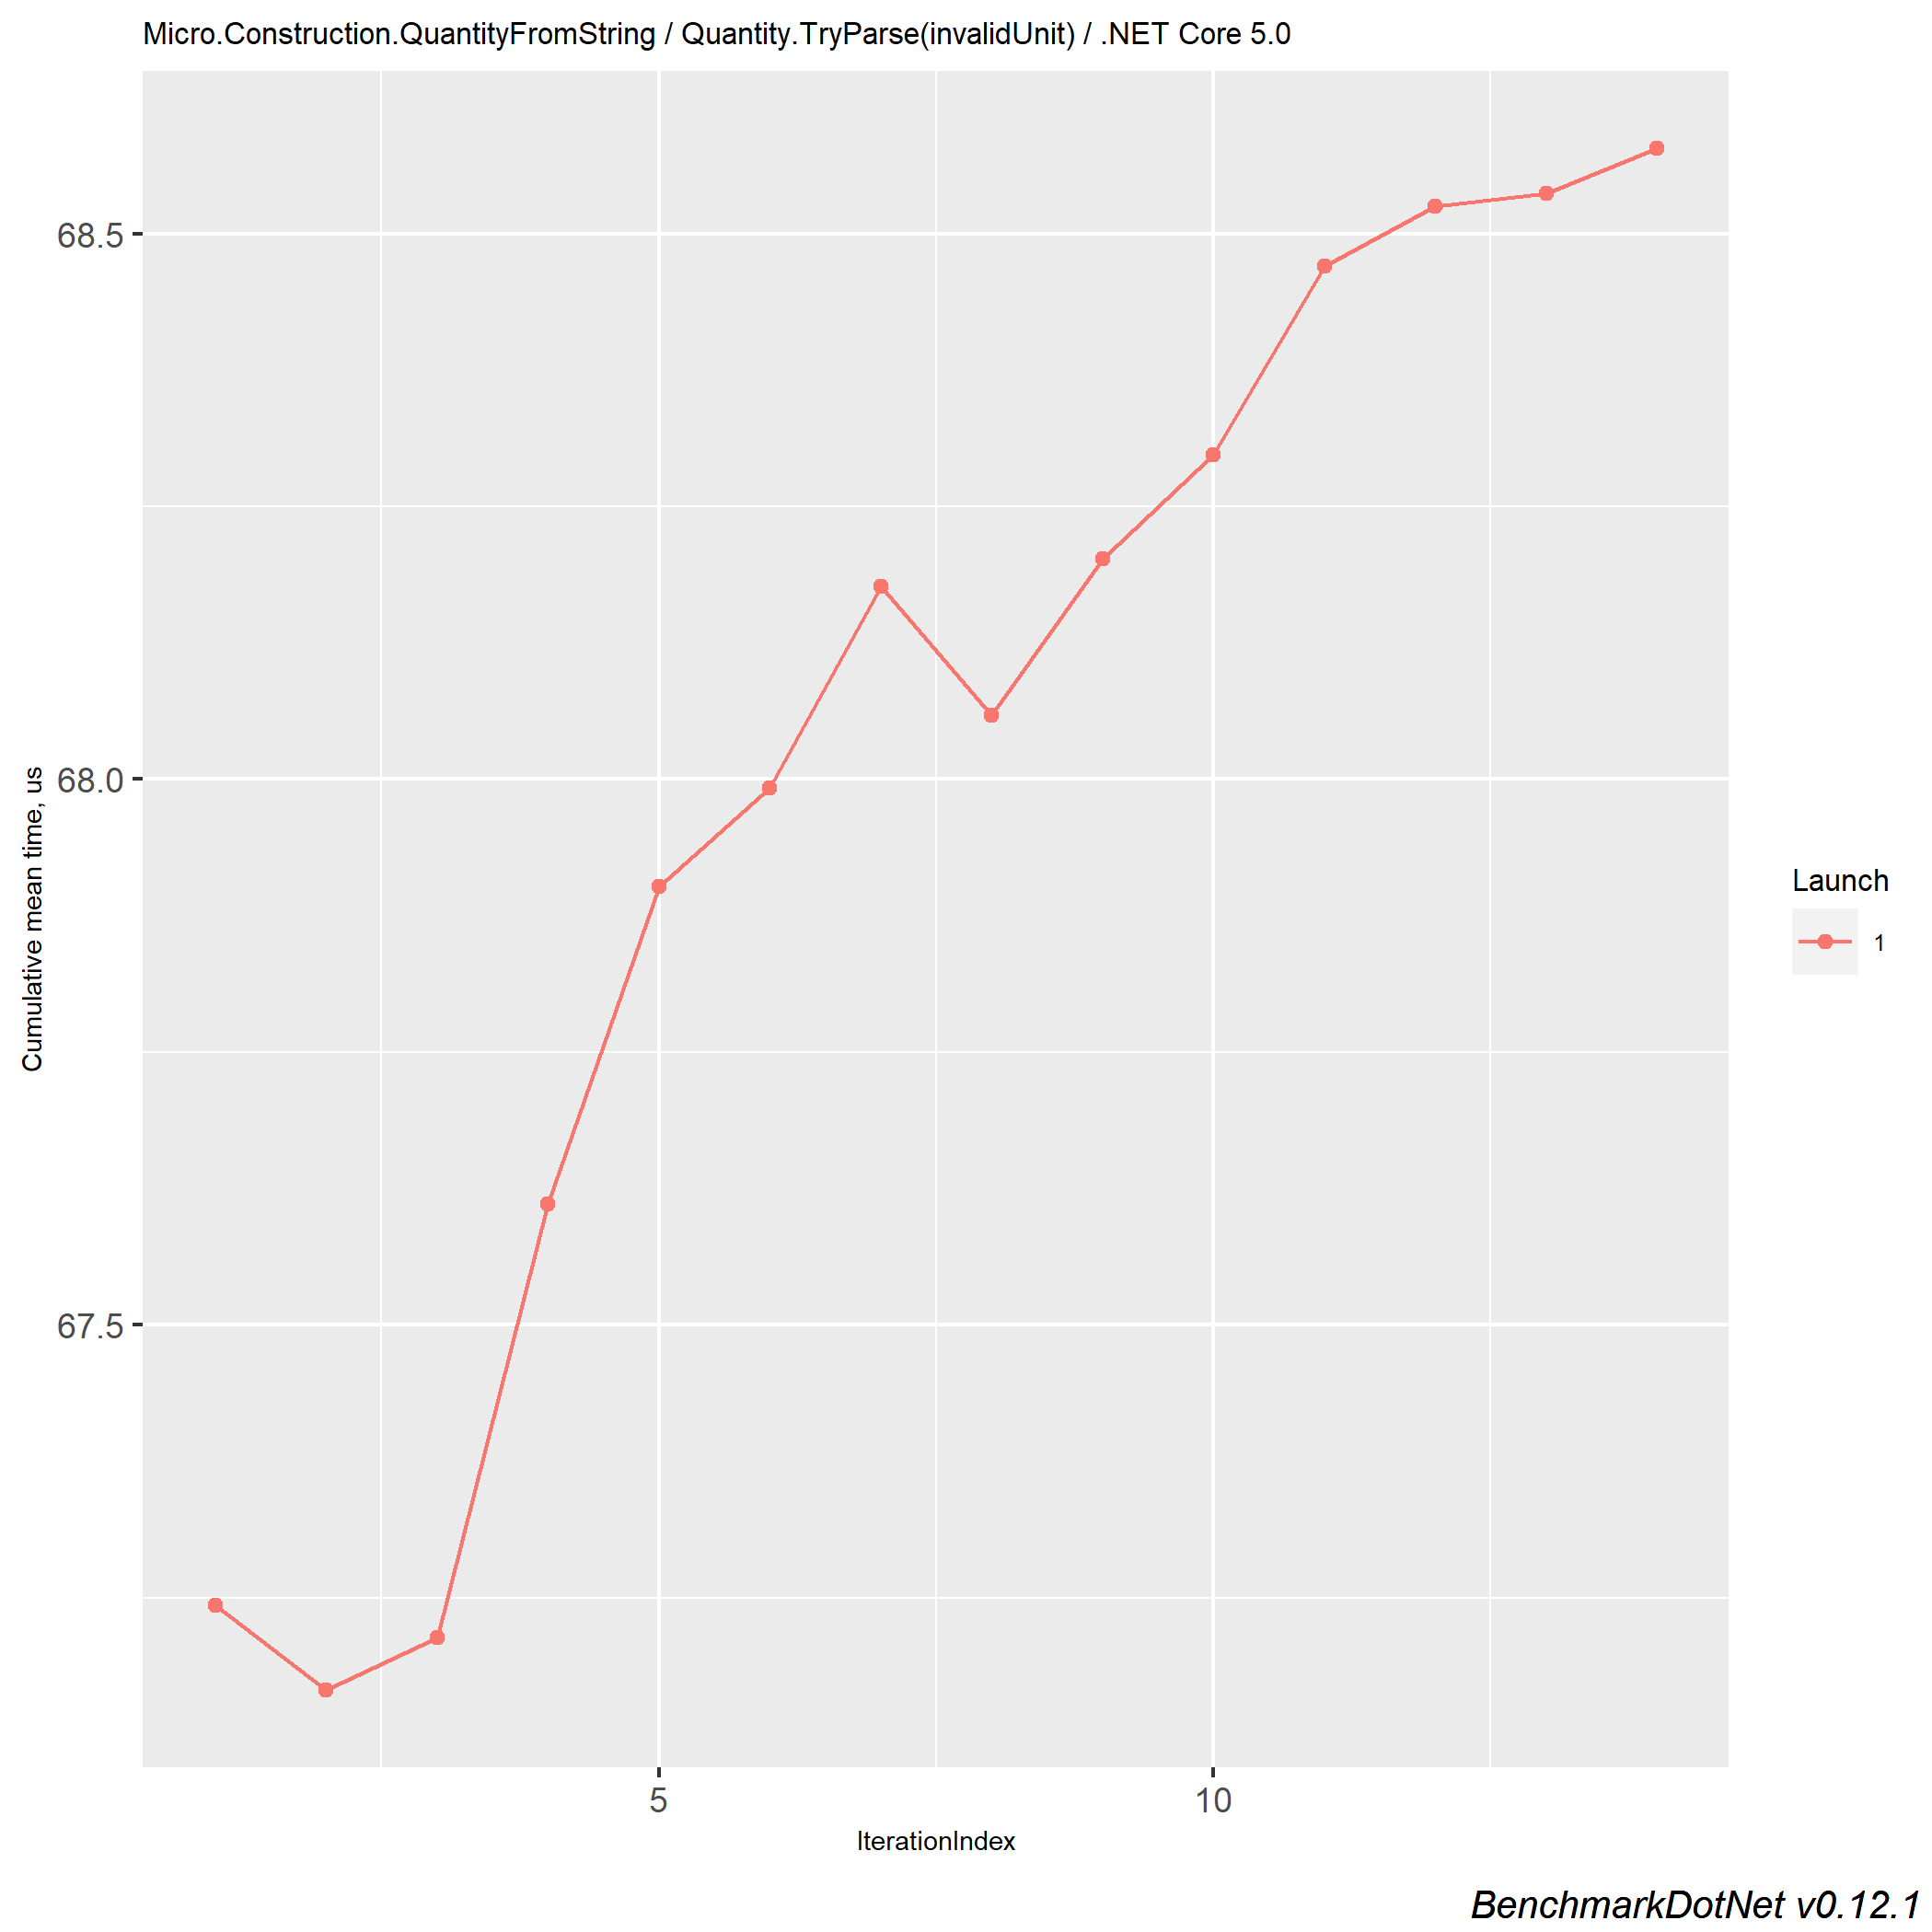 Micro.Construction.QuantityFromString / Quantity.TryParse(invalidUnit) / .NET Core 5.0
68.5
68.0
67.5
Cumulative mean time, us
5
10
IterationIndex
Launch
1
BenchmarkDotNet v0.12.1